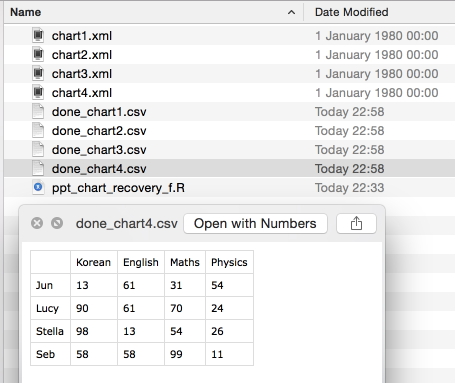 Name Date Modified
chart1.xml 1 January 1980 00:00
chart2.xml 1 January 1980 00:00
chart3.xml 1 January 1980 00:00
chart4.xml 1 January 1980 00:00
done_chart1.csv Today 22:58
done_chart2.csv Today 22:58
done_chart3.csv Today 22:58
done_chart4.csv Today 22:58
ppt_chart_recovery_f.R Today 22:33
done_chart4.csv Open with Numbers
Korean English Maths Physics
Jun 13 61 31 54
Lucy 90 61 70 24
Stella 98 13 54 26
Seb 58 58 99 11